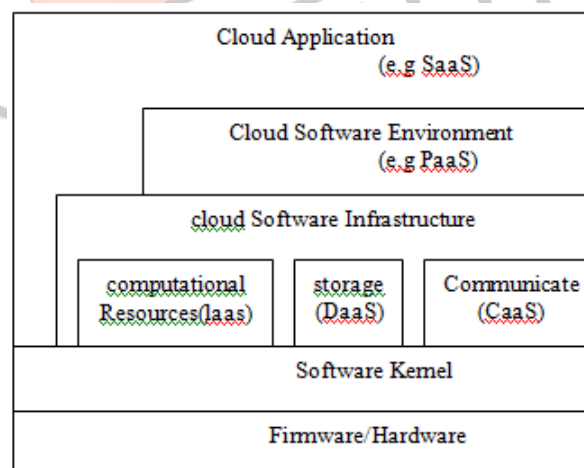 Cloud Application
(e.g SaaS)
Cloud Software Environment
(e.g PaaS)
cloud Software Infrastructure
computational
Resources(Iaas)
storage
(DaaS)
Communicate
(CaaS)
Software Kernel
Firmware/Hardware